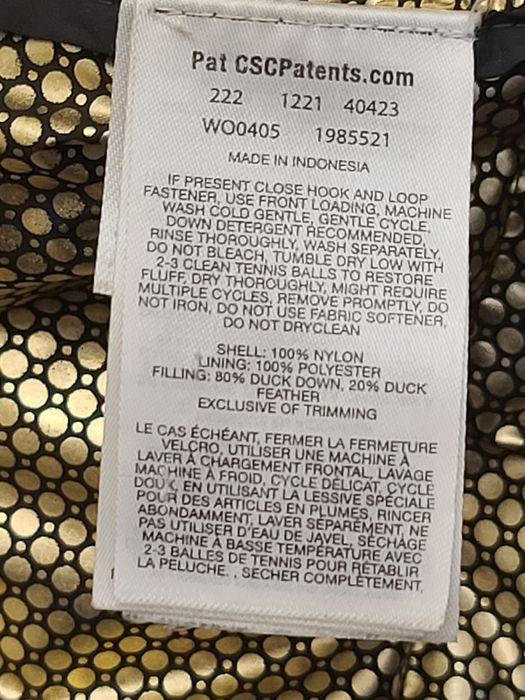 Pat CSCPatents.com
222 1221 40423
WO0405 1985521
MADE IN INDONESIA
IF PRESENT CLOSE HOOK AND LOOP
FASTENER, USE FRONT LOADING, MACHINE
WASH COLD GENTLE, GENTLE CYCLE,
DOWN DETERGENT RECOMMENDED,
RINSE THOROUGHLY, WASH SEPARATELY,
DO NOT BLEACH, TUMBLE DRY LOW WITH
2-3 CLEAN TENNIS BALLS TO RESTORE
FLUFF, DRY THOROUGHLY, MIGHT REQUIRE
MULTIPLE CYCLES, REMOVE PROMPTLY, DO
NOT IRON, DO NOT USE FABRIC SOFTENER,
DO NOT DRYCLEAN
SHELL: 100% NYLON
LINING: 100% POLYESTER
FILLING: 80% DUCK DOWN, 20% DUCK
FEATHER
EXCLUSIVE OF TRIMMING
LE CAS ÉCHÉANT, FERMER LA FERMETURE
VELCRO, UTILISER UNE MACHINE À
LAVER À CHARGEMENT FRONTAL, LAVAGE
MACHINE À FROID, CYCLE DÉLICAT, CYCLE
DOUX, EN UTILISANT LA LESSIVE SPÉCIALE
POUR DES ARTICLES EN PLUMES, RINCER
ABONDAMMENT, LAVER SÉPARÉMENT, NE
PAS UTILISER D'EAU DE JAVEL, SÉCHAGE
MACHINE À BASSE TEMPÉRATURE AVEC
2-3 BALLES DE TENNIS POUR RÉTABLIR
LA PELUCHE. , SÉCHER COMPLÈTEMENT,